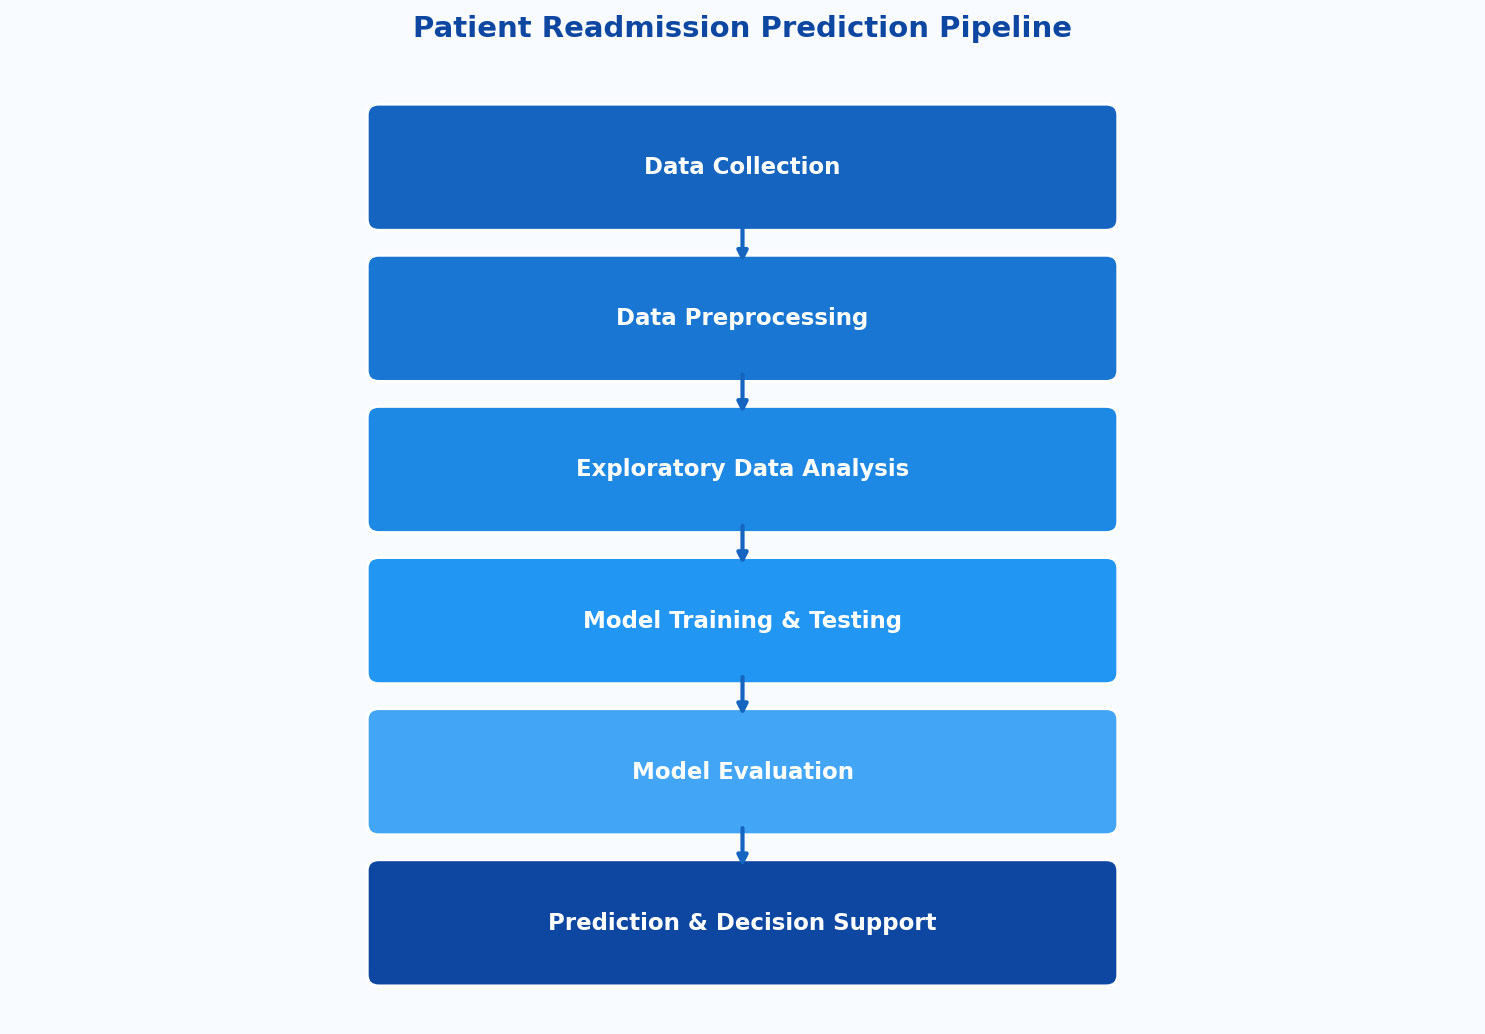 Patient Readmission Prediction Pipeline
Data Collection
Data Preprocessing
Exploratory Data Analysis
Model Training & Testing
Model Evaluation
Prediction & Decision Support